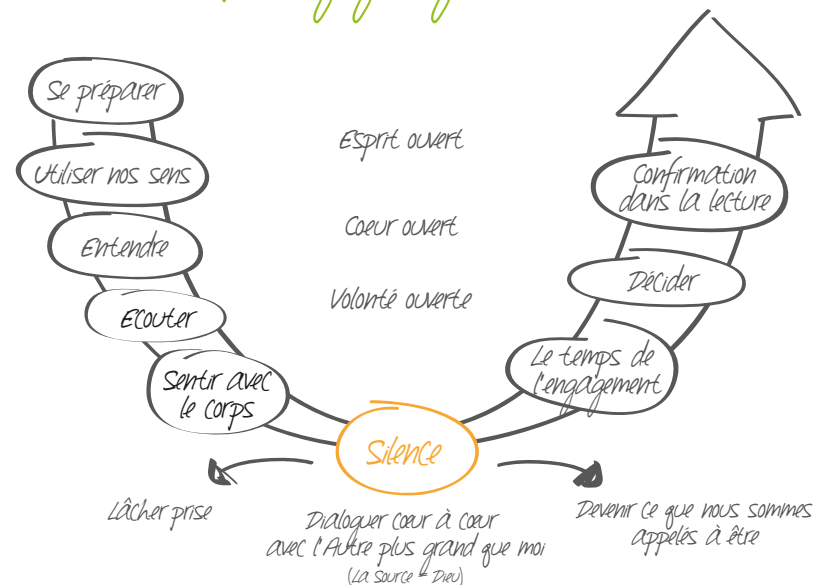 Se préparer
Utiliser nos sens
Entendre
Ecouter
Sentir avec
le corps
Esprit ouvert
Coeur ouvert
Volonté ouverte
Confirmation
dans la lecture
Décider
Le temps de
l'engagement
Silence
Lâcher prise
Dialoguer cœur à cœur
avec l'Autre plus grand que moi
(La Source = Dieu)
Devenir ce que nous sommes
appelés à être